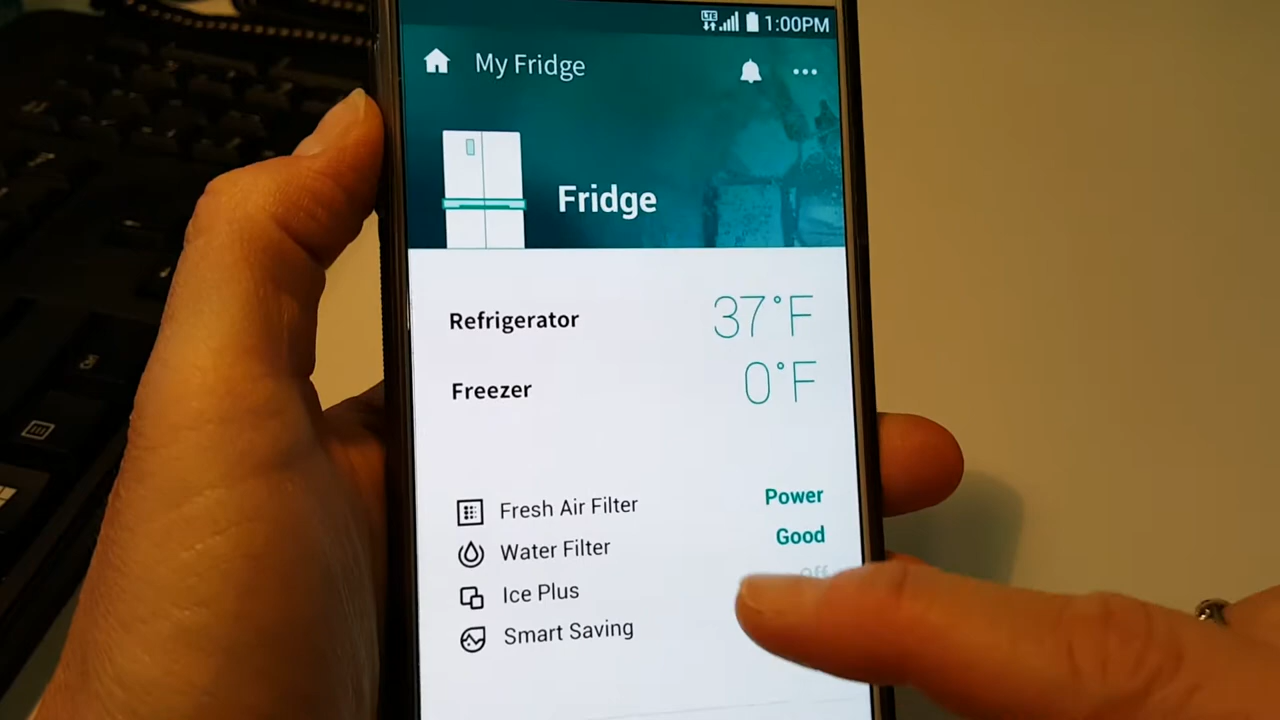 LTE 1:00PM
My Fridge
Fridge
Refrigerator 37°F
Freezer 0°F
Fresh Air Filter Power
Water Filter Good
Ice Plus Off
Smart Saving